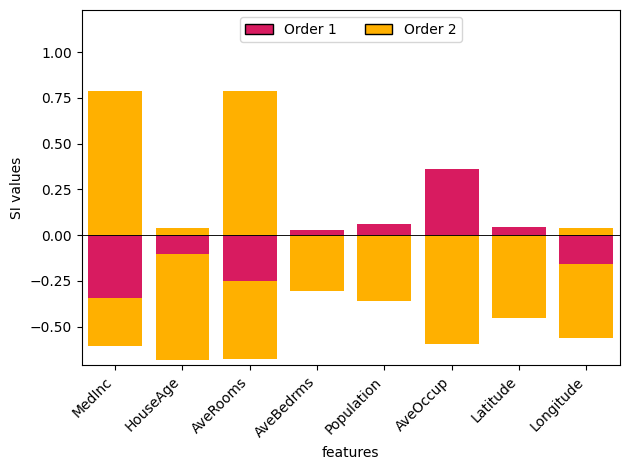 Order 1
Order 2
1.00
0.75
0.50
0.25
0.00
−0.25
−0.50
SI values
MedInc
HouseAge
AveRooms
AveBedrms
Population
AveOccup
Latitude
Longitude
features